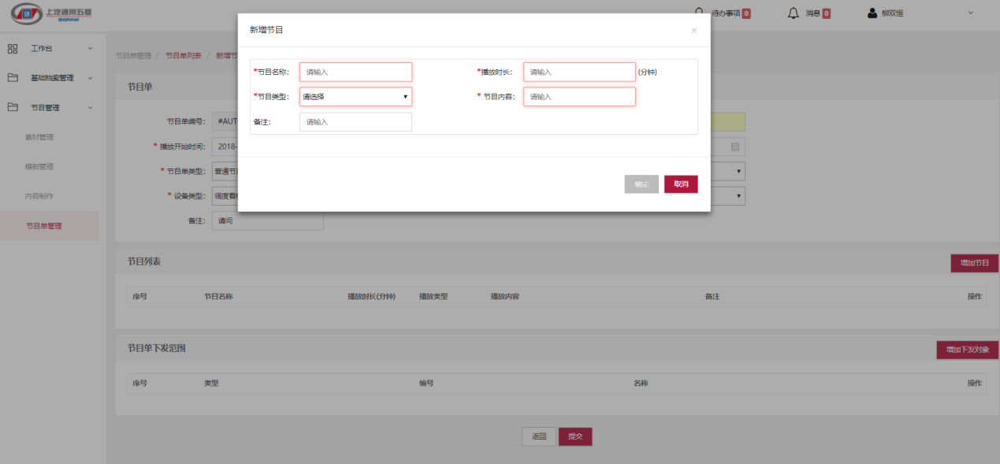 上汽通用五菱
SGMW
待办事项 0
消息 0
柳双恒
工作台
基础档案管理
节目管理
素材管理
模板管理
内容制作
节目单管理
节目单管理 / 节目单列表 / 新增节
新增节目
×
*节目名称: 请输入
*播放时长: 请输入 (分钟)
*节目类型: 请选择
* 节目内容: 请输入
备注: 请输入
确定
取消
节目单
节目单编号: #AUT
* 播放开始时间: 2018-
* 节目单类型: 普通节
* 设备类型: 调度看
备注: 请问
节目列表
增加节目
序号 节目名称 播放时长(分钟) 播放类型 播放内容 备注 操作
节目单下发范围
增加下发对象
序号 类型 编号 名称 操作
返回
提交